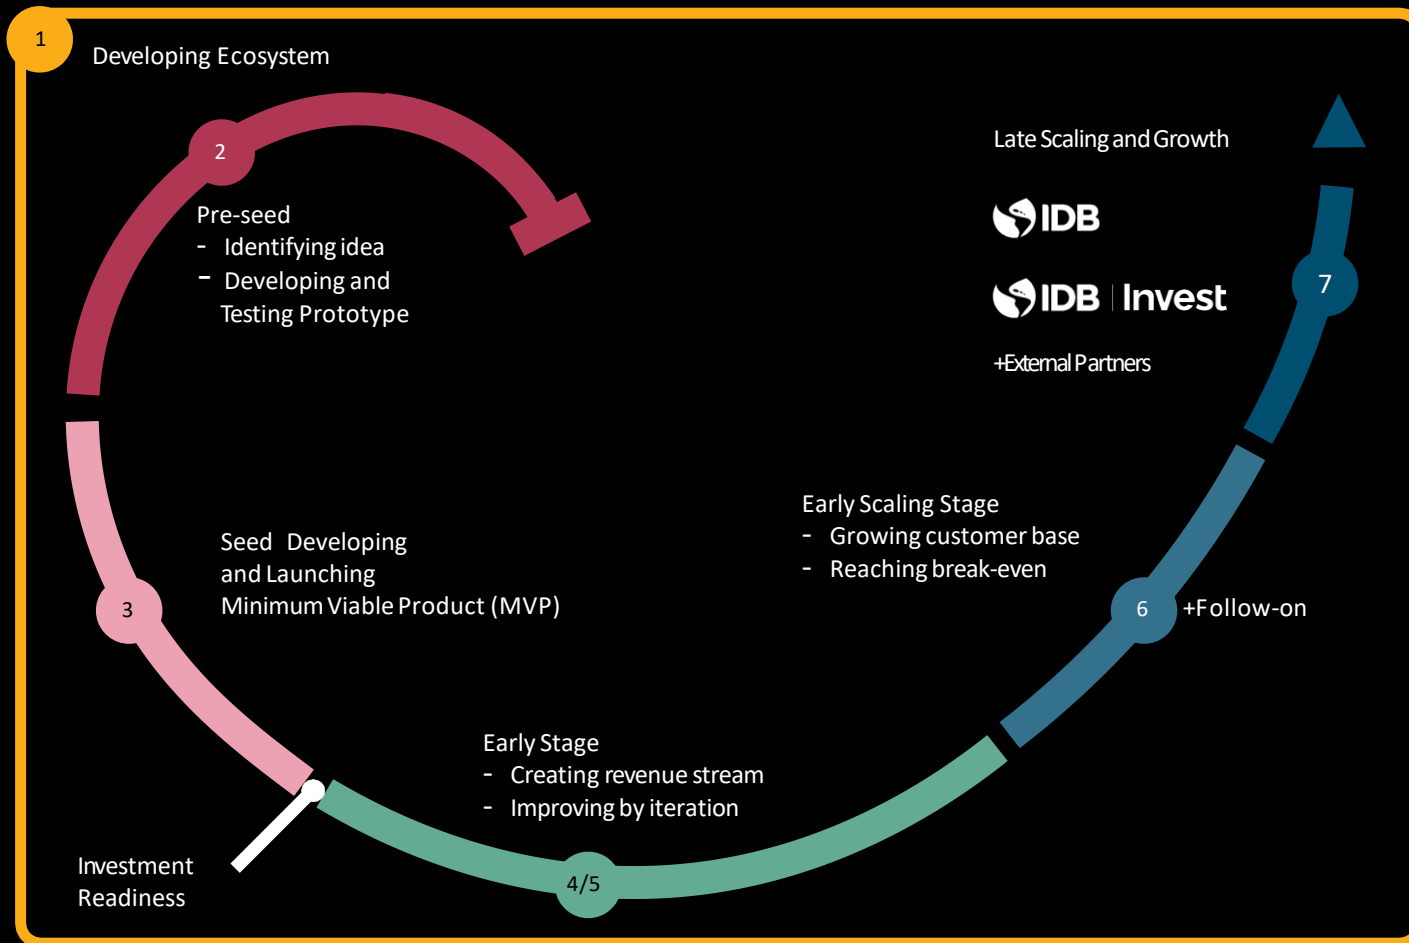 1
Developing Ecosystem
2
Pre-seed
- Identifying idea
- Developing and
Testing Prototype
3
Seed Developing
and Launching
Minimum Viable Product (MVP)
Investment
Readiness
Early Stage
- Creating revenue stream
- Improving by iteration
4/5
Early Scaling Stage
- Growing customer base
- Reaching break-even
6
+Follow-on
Late Scaling and Growth
IDB
IDB | Invest
+External Partners
7